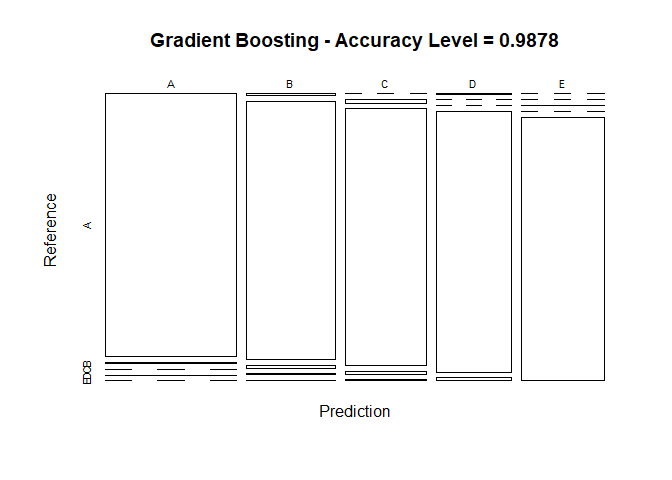 Gradient Boosting - Accuracy Level = 0.9878
A B C D E
Reference
A
EDCB
Prediction